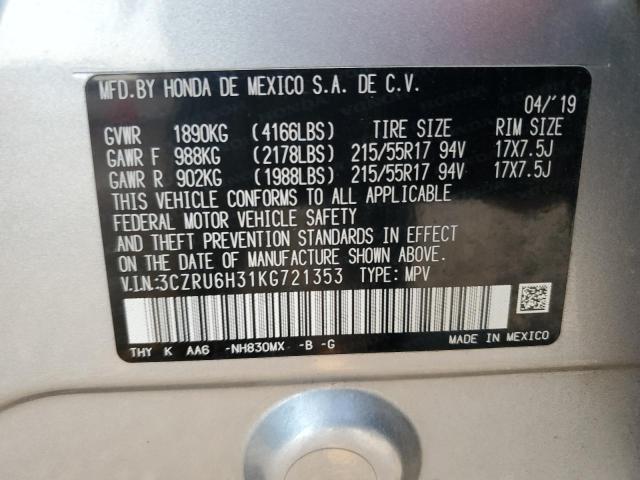 MFD.BY HONDA DE MEXICO S.A. DE C.V.
04/'19
GVWR 1890KG (4166LBS) TIRE SIZE RIM SIZE
GAWR F 988KG (2178LBS) 215/55R17 94V 17X7.5J
GAWR R 902KG (1988LBS) 215/55R17 94V 17X7.5J
THIS VEHICLE CONFORMS TO ALL APPLICABLE
FEDERAL MOTOR VEHICLE SAFETY
AND THEFT PREVENTION STANDARDS IN EFFECT
ON THE DATE OF MANUFACTURE SHOWN ABOVE.
V.I.N.:3CZRU6H31KG721353 TYPE: MPV
THY K AA6 -NH830MX -B -G
MADE IN MEXICO